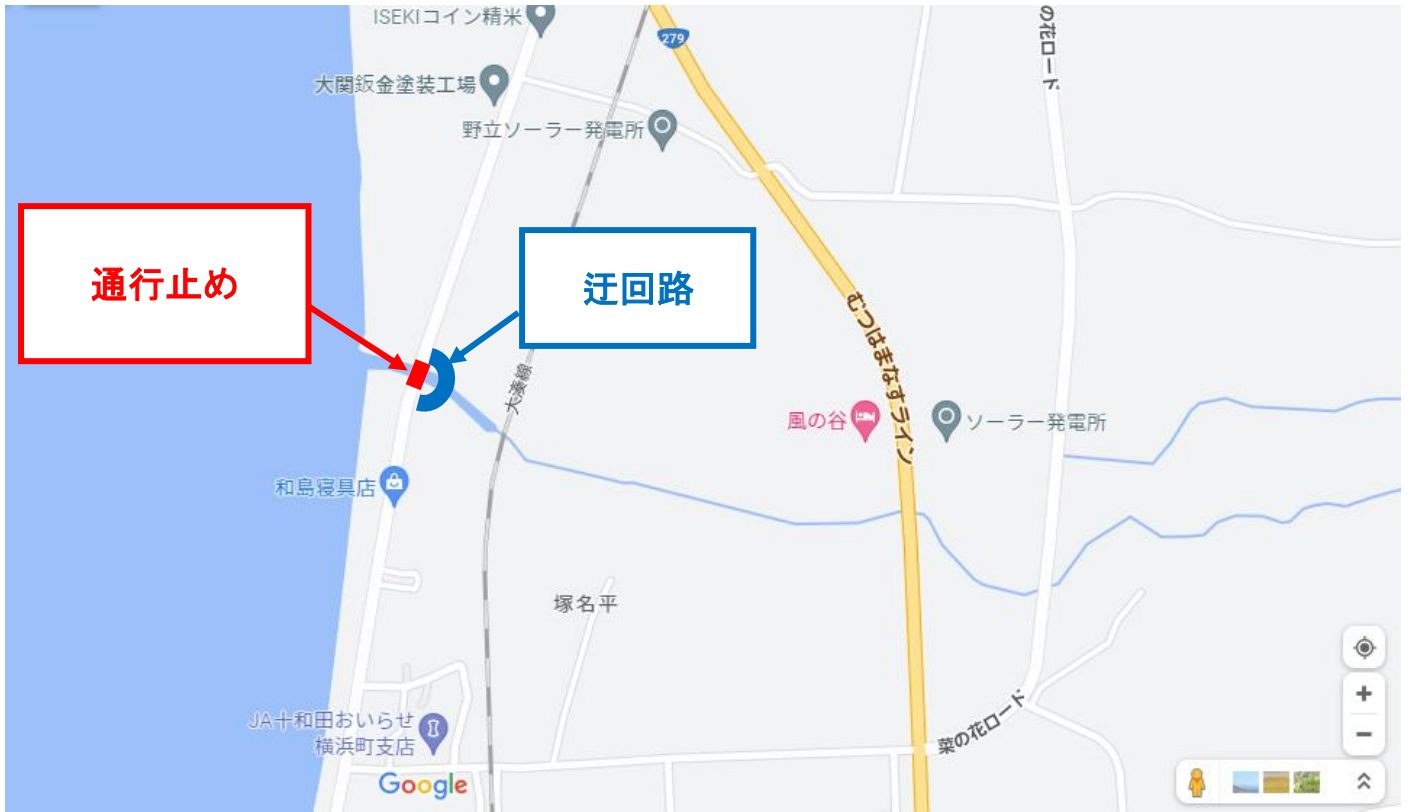 ISEKIコイン精米
279
の花ロード
大関鈑金塗装工場
野立ソーラー発電所
通行止め
迂回路
むつはまなすライン
大湊線
風の谷
ソーラー発電所
和島寝具店
塚名平
JA十和田おいらせ
横浜町支店
菜の花ロード
Google
+
−